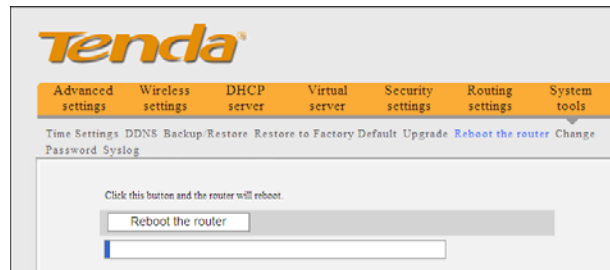 Tenda
Advanced settings Wireless settings DHCP server Virtual server Security settings Routing settings System tools
Time Settings DDNS Backup/Restore Restore to Factory Default Upgrade Reboot the router Change
Password Syslog
Click this button and the router will reboot.
Reboot the router